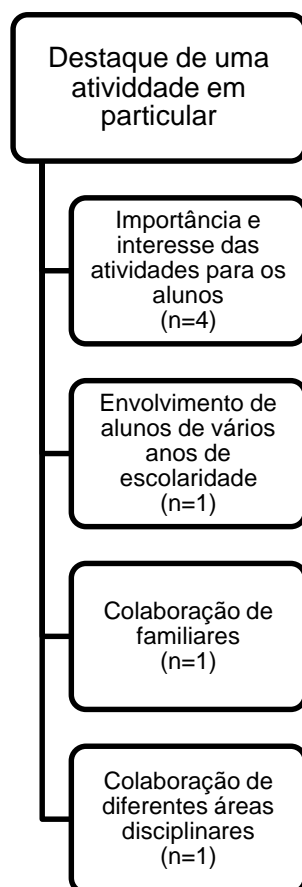 Destaque de uma
atividdade em
particular
Importância e
interesse das
atividades para os
alunos
(n=4)
Envolvimento de
alunos de vários
anos de
escolaridade
(n=1)
Colaboração de
familiares
(n=1)
Colaboração de
diferentes áreas
disciplinares
(n=1)